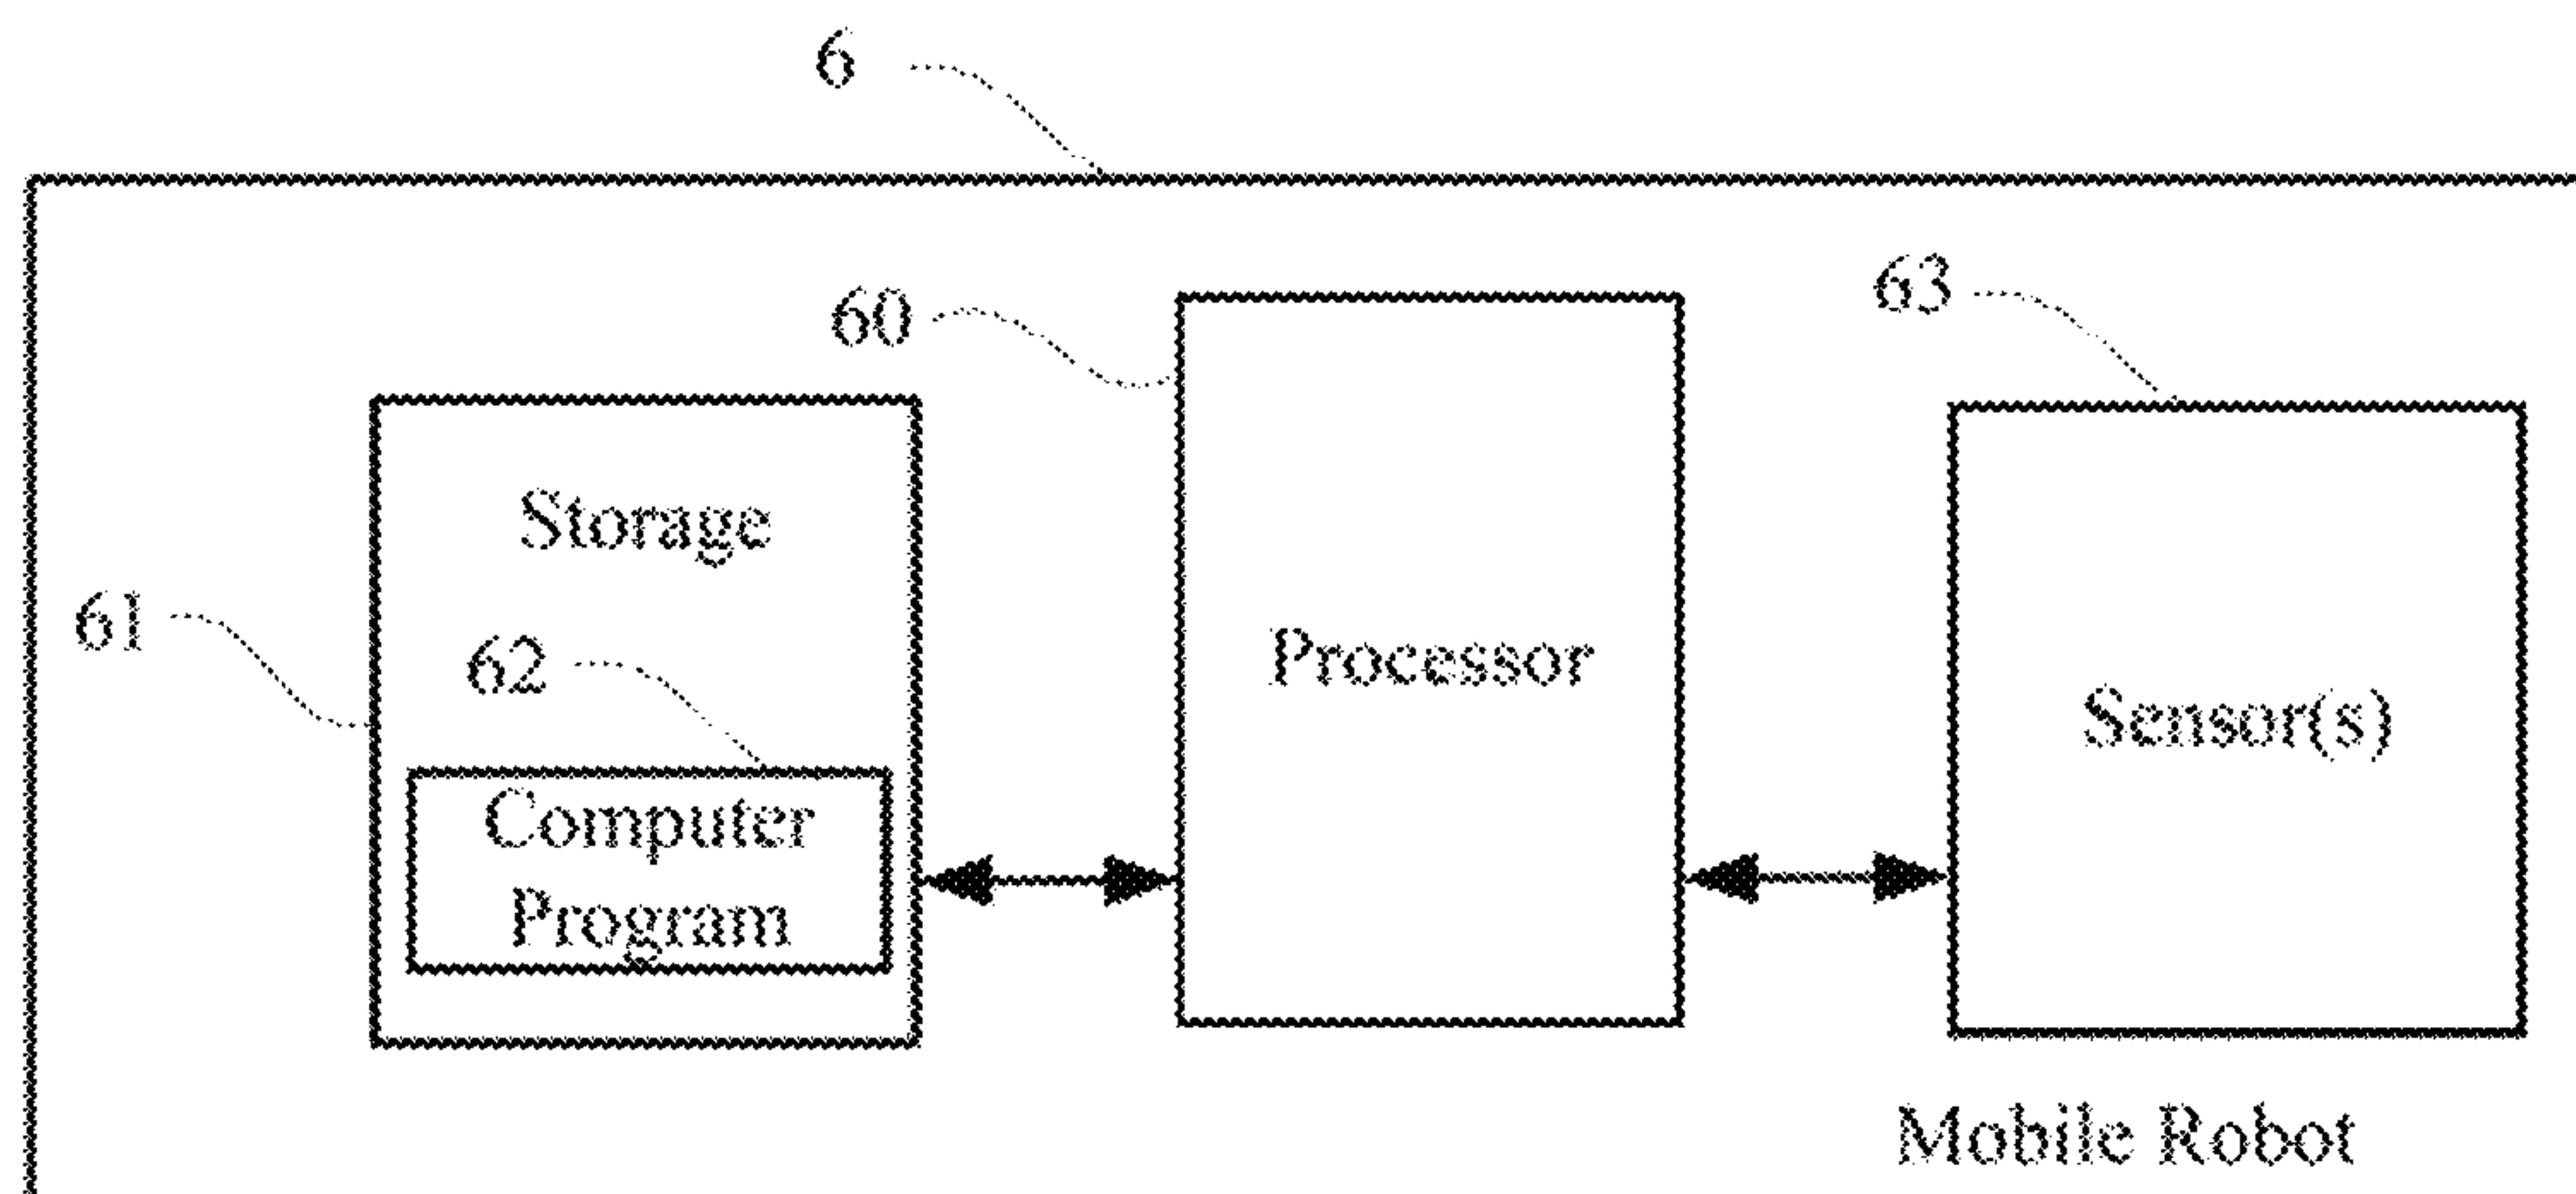 6
60
63
Storage
61
62
Processor
Sensor(s)
Computer
Program
Mobile Robot